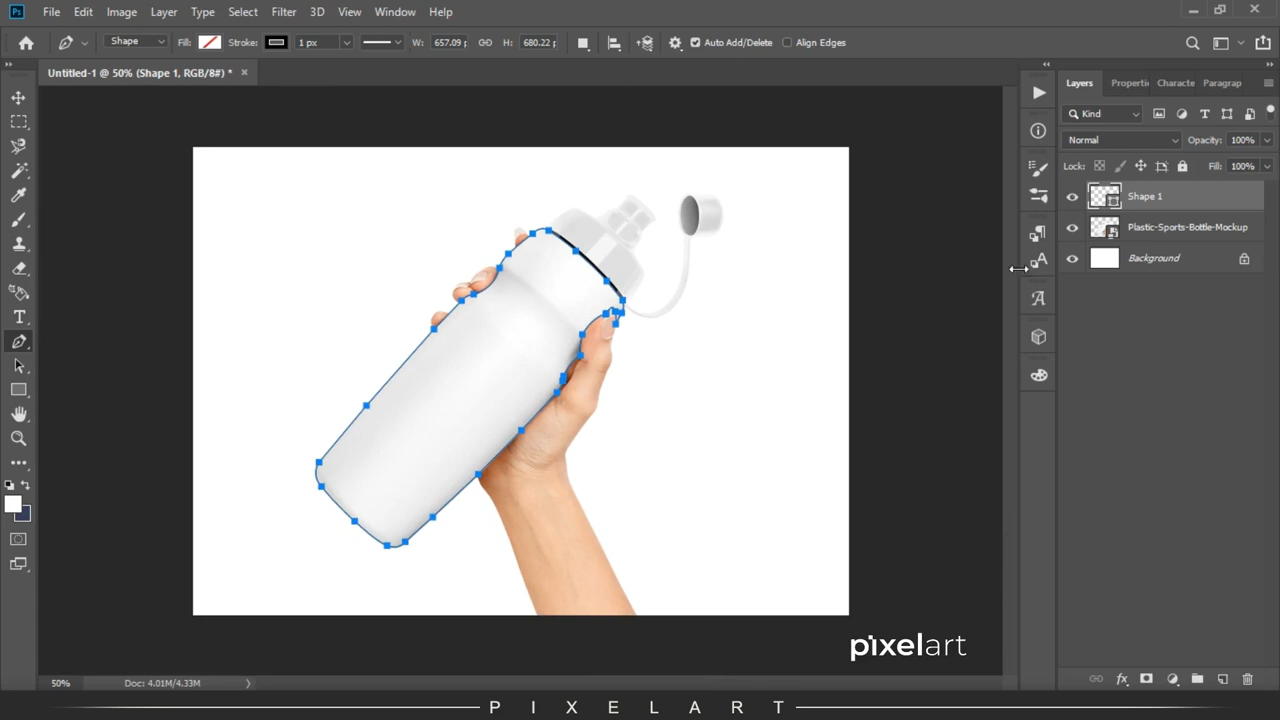 Ps File Edit Image Layer Type Select Filter 3D View Window Help
Shape Fill: Stroke: 1 px W: 657.09 p H: 680.22 p Auto Add/Delete Align Edges
Untitled-1 @ 50% (Shape 1, RGB/8#) * ×
Layers Properti Characte Paragrap
Kind
Normal Opacity: 100%
Lock: Fill: 100%
Shape 1
Plastic-Sports-Bottle-Mockup
Background
pixelart
50% Doc: 4.01M/4.33M
PIXELART